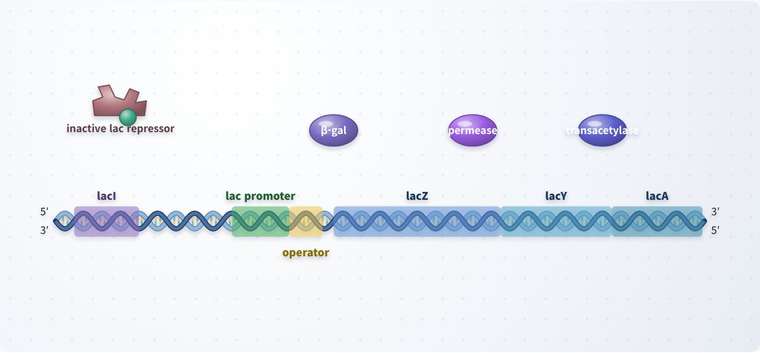 inactive lac repressor
β-gal
permease
transacetylase
lacI
lac promoter
lacZ
lacY
lacA
5′
3′
3′
5′
operator